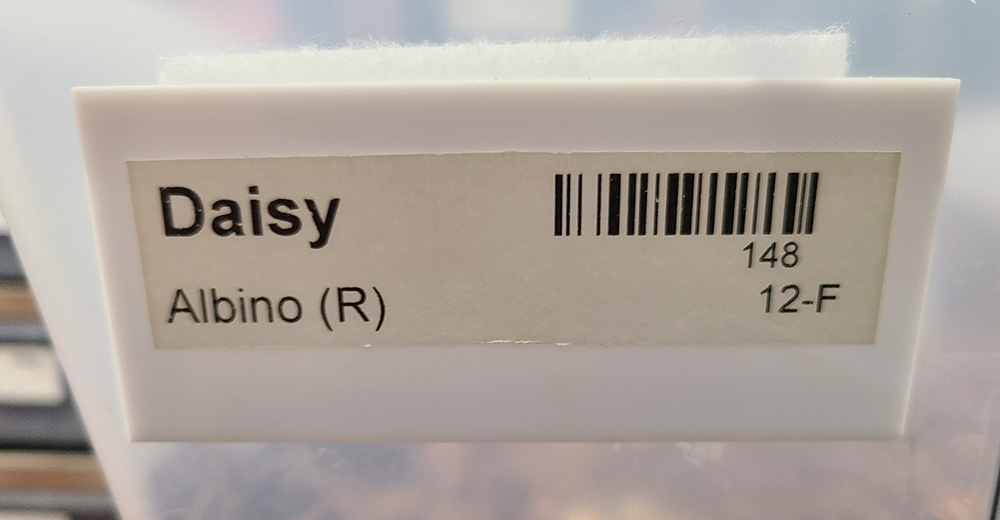 Daisy
148
Albino (R)
12-F